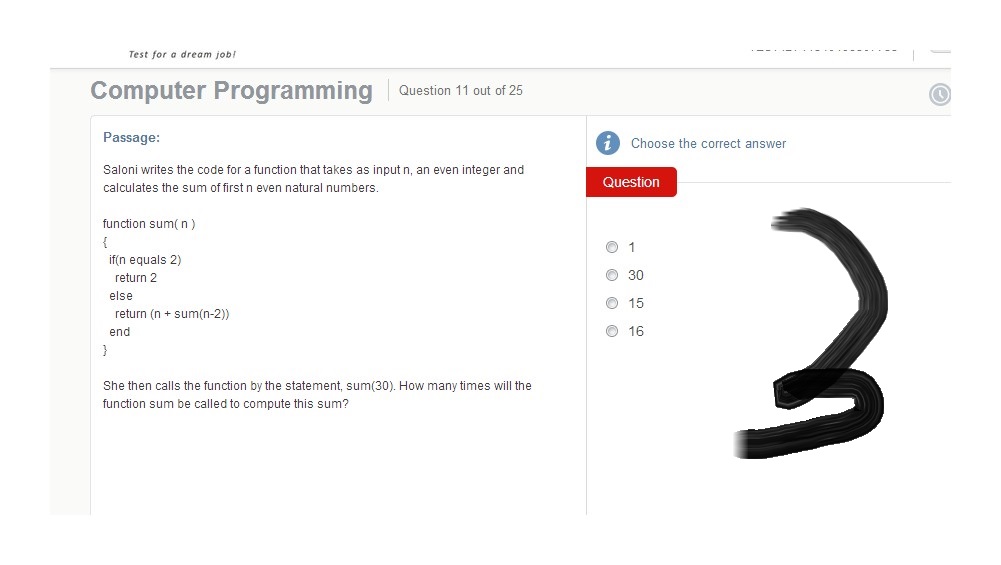 Test for a dream job!
Computer Programming
Question 11 out of 25
Passage:
Saloni writes the code for a function that takes as input n, an even integer and
calculates the sum of first n even natural numbers.
function sum( n )
{
if(n equals 2)
return 2
else
return (n + sum(n-2))
end
}
She then calls the function by the statement, sum(30). How many times will the
function sum be called to compute this sum?
i
Choose the correct answer
Question
1
30
15
16
3